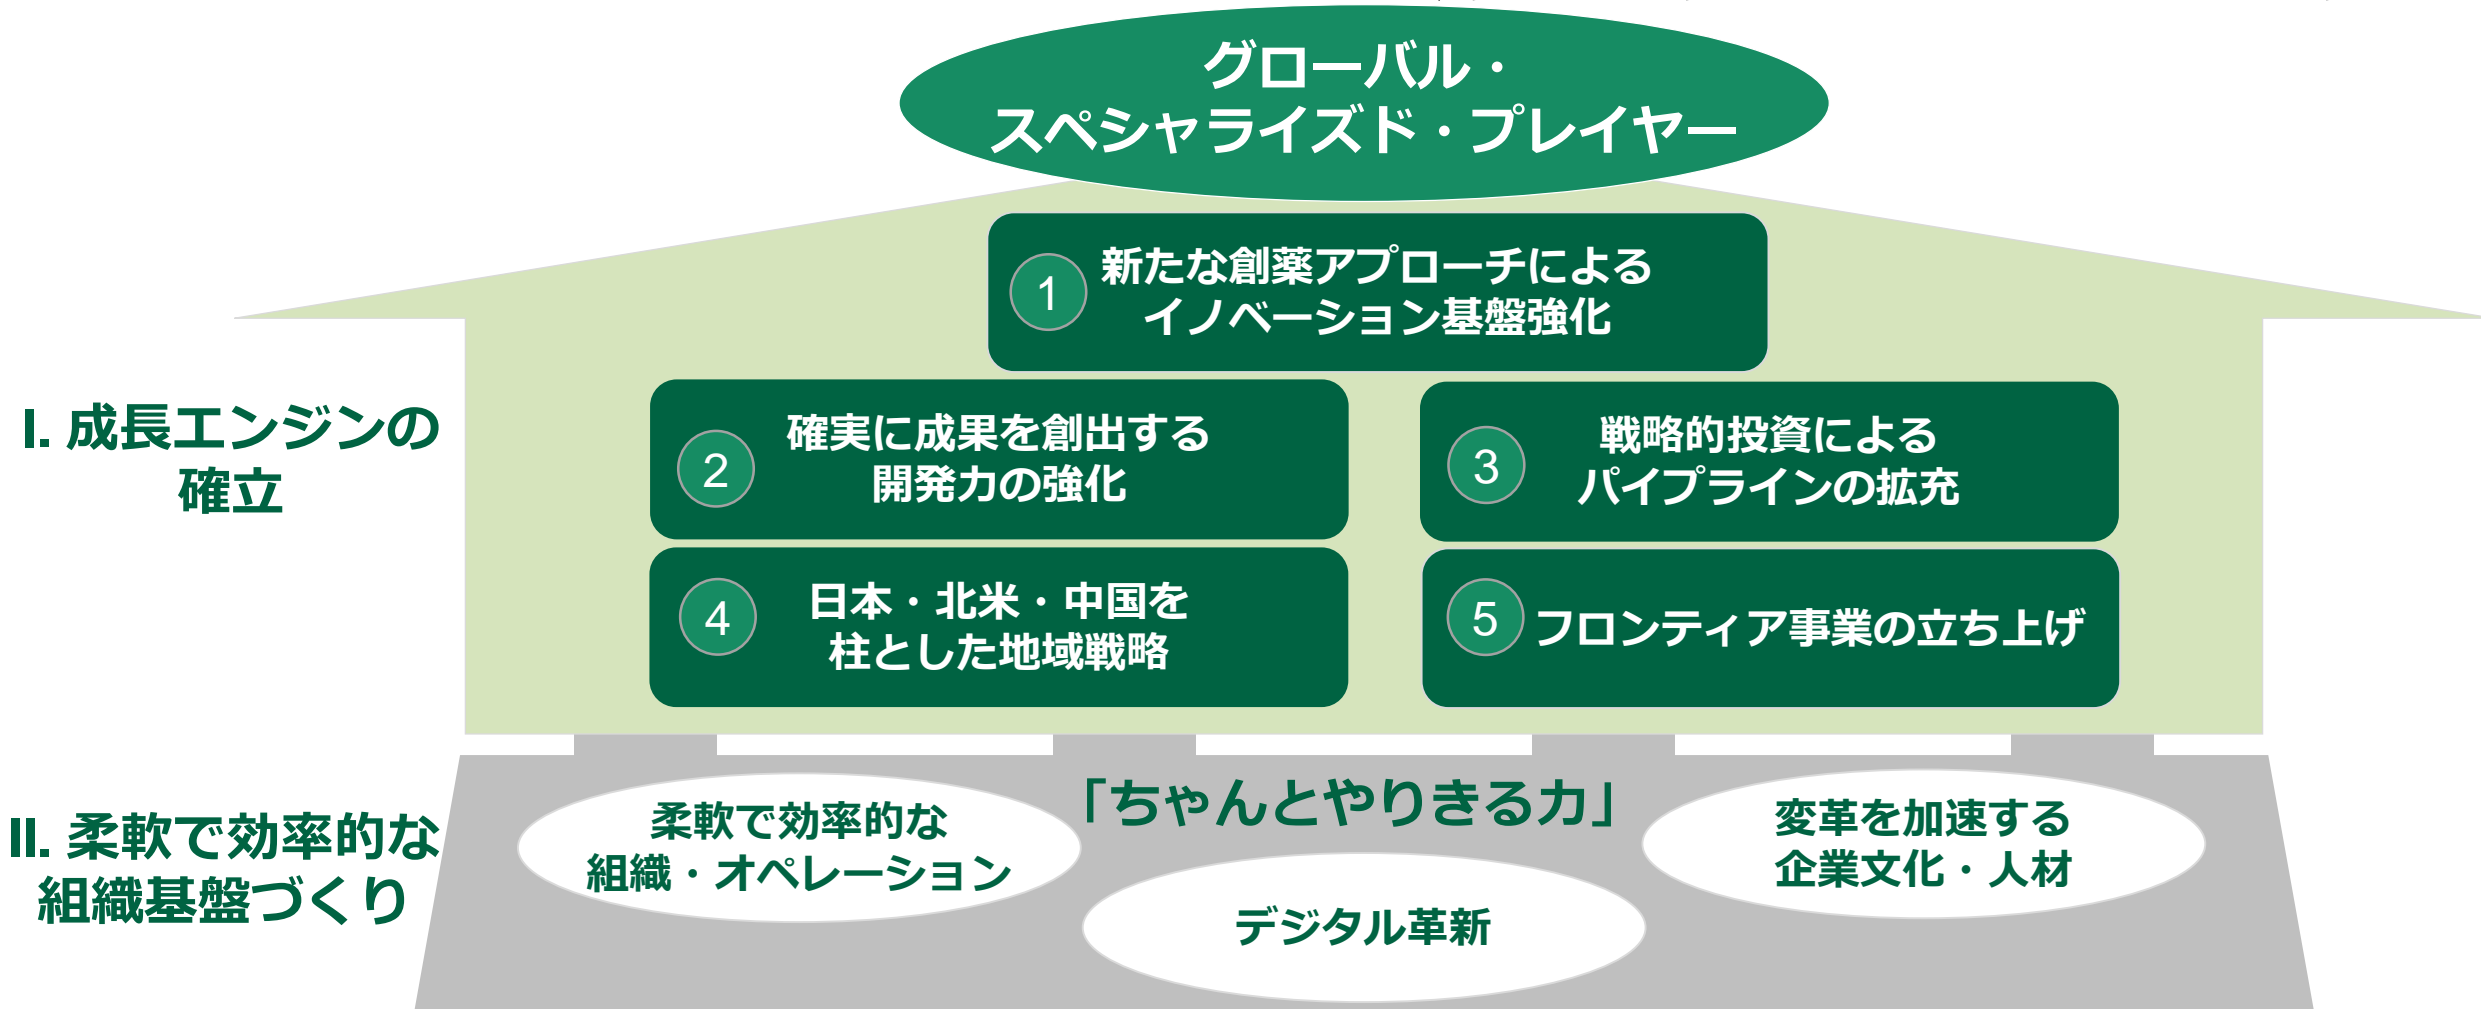 グローバル・
スペシャライズド・プレイヤー
1
新たな創薬アプローチによる
イノベーション基盤強化
I. 成長エンジンの
確立
2
確実に成果を創出する
開発力の強化
3
戦略的投資による
パイプラインの拡充
4
日本・北米・中国を
柱とした地域戦略
5
フロンティア事業の立ち上げ
II. 柔軟で効率的な
組織基盤づくり
「ちゃんとやりきる力」
柔軟で効率的な
組織・オペレーション
デジタル革新
変革を加速する
企業文化・人材